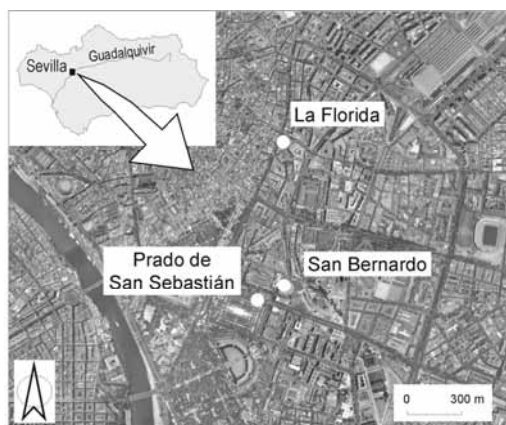 Guadalquivir
Sevilla
La Florida
Prado de
San Sebastián
San Bernardo
0 300 m